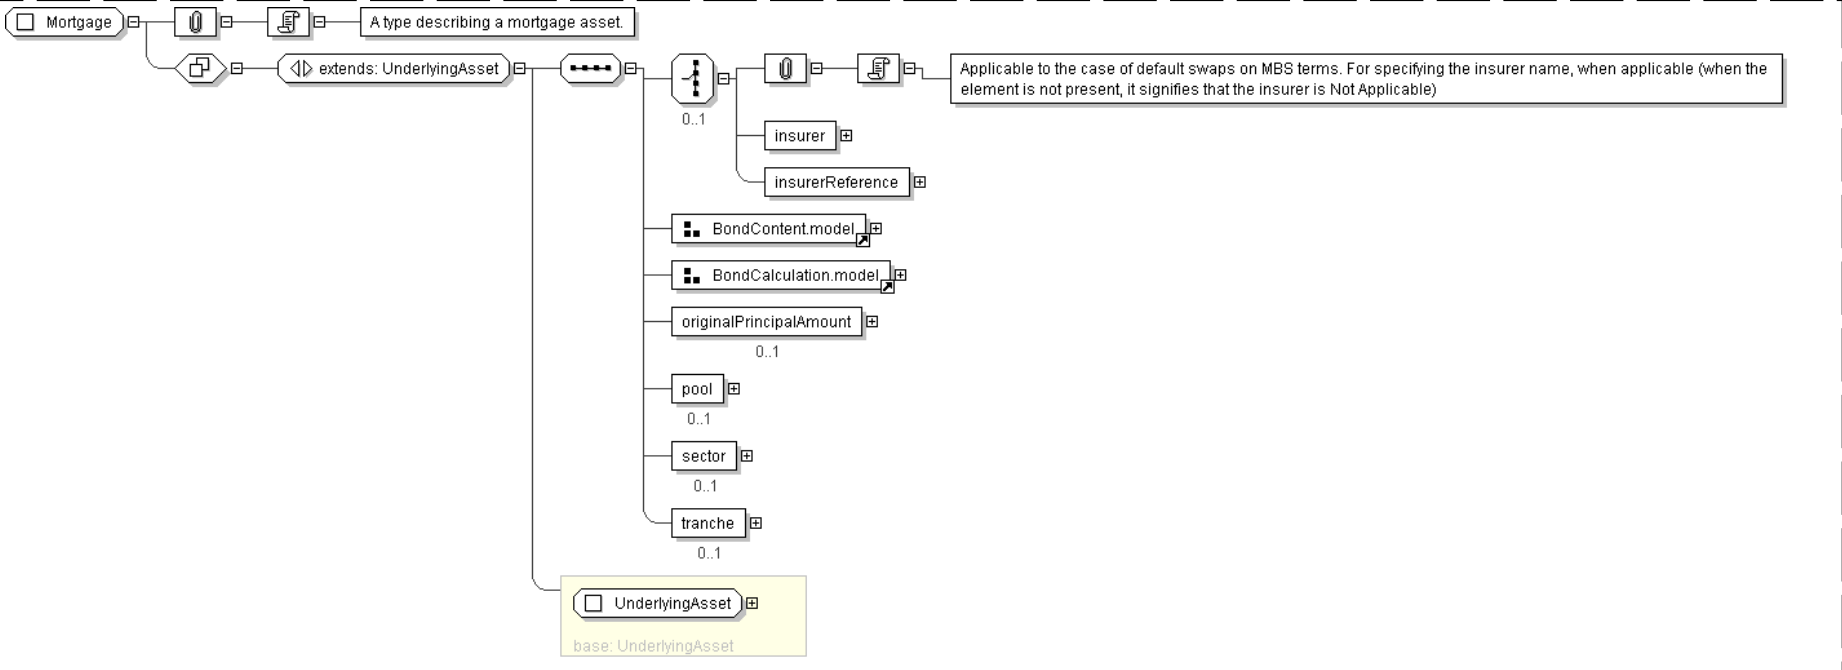 Mortgage
A type describing a mortgage asset.
extends: UnderlyingAsset
Applicable to the case of default swaps on MBS terms. For specifying the insurer name, when applicable (when the
element is not present, it signifies that the insurer is Not Applicable)
0..1
insurer
insurerReference
BondContent.model
BondCalculation.model
originalPrincipalAmount
0..1
pool
0..1
sector
0..1
tranche
0..1
UnderlyingAsset
base: UnderlyingAsset